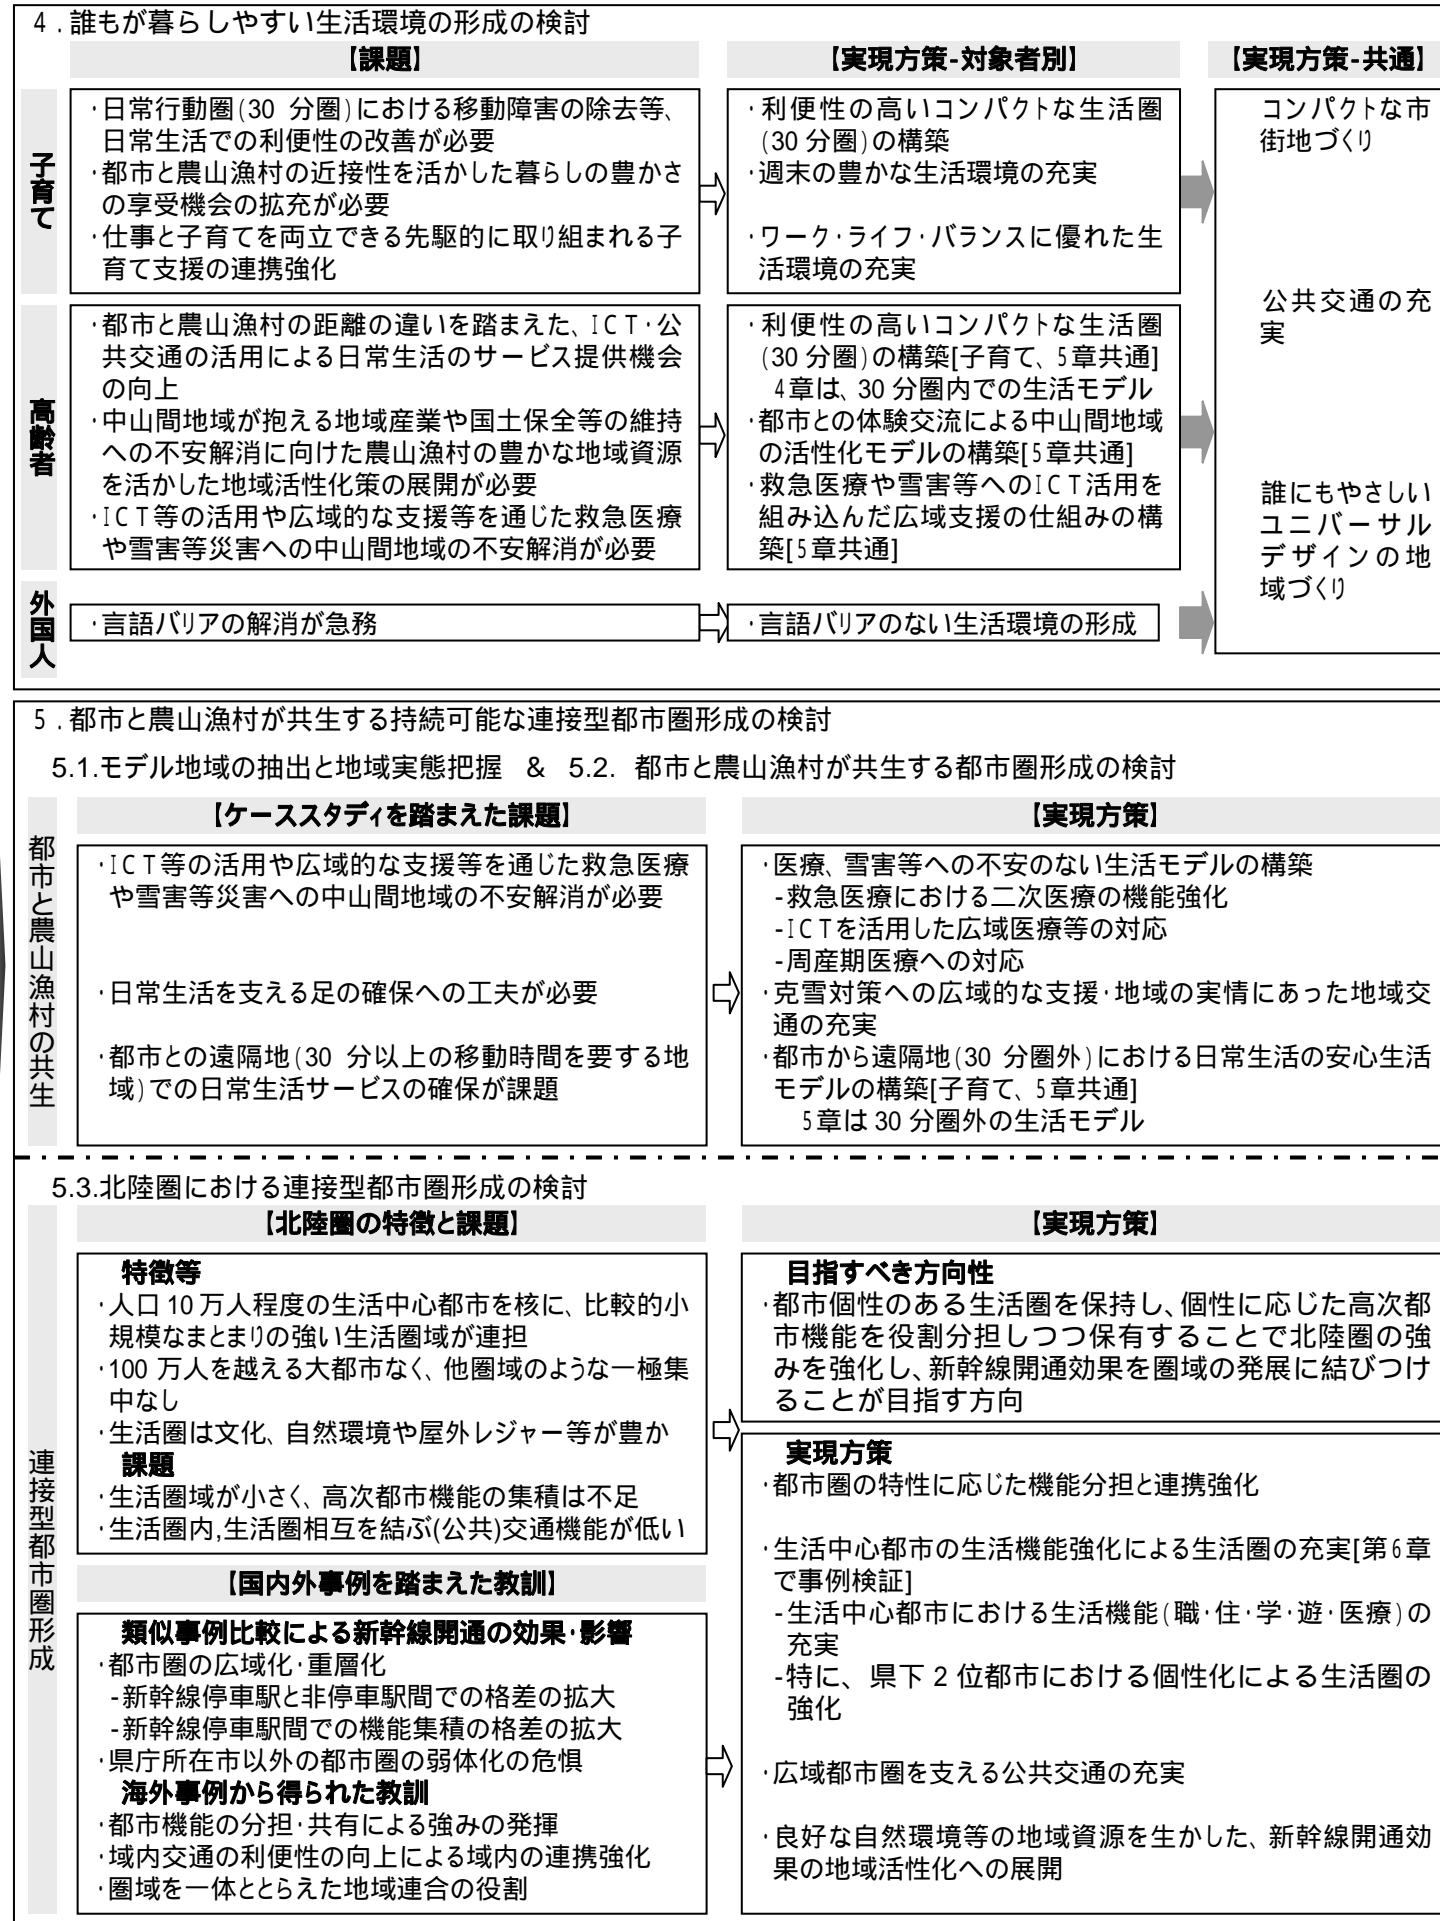 4．誰もが暮らしやすい生活環境の形成の検討
【課題】
【実現方策-対象者別】
【実現方策-共通】
子育て
・日常行動圏(30 分圏)における移動障害の除去等、
日常生活での利便性の改善が必要
・都市と農山漁村の近接性を活かした暮らしの豊かさ
の享受機会の拡充が必要
・仕事と子育てを両立できる先駆的に取り組まれる子
育て支援の連携強化
・利便性の高いコンパクトな生活圏
(30 分圏)の構築
・週末の豊かな生活環境の充実
・ワーク・ライフ・バランスに優れた生
活環境の充実
コンパクトな市
街地づくり
公共交通の充
実
誰にもやさしい
ユニバーサル
デザインの地
域づくり
高齢者
・都市と農山漁村の距離の違いを踏まえた、ICT・公
共交通の活用による日常生活のサービス提供機会
の向上
・中山間地域が抱える地域産業や国土保全等の維持
への不安解消に向けた農山漁村の豊かな地域資源
を活かした地域活性化策の展開が必要
・ICT等の活用や広域的な支援等を通じた救急医療
や雪害等災害への中山間地域の不安解消が必要
・利便性の高いコンパクトな生活圏
(30 分圏)の構築[子育て、5章共通]
4章は、30 分圏内での生活モデル
・都市との体験交流による中山間地域
の活性化モデルの構築[5章共通]
・救急医療や雪害等へのICT活用を
組み込んだ広域支援の仕組みの構
築[5章共通]
外国人
・言語バリアの解消が急務
・言語バリアのない生活環境の形成
5．都市と農山漁村が共生する持続可能な連接型都市圏形成の検討
5.1.モデル地域の抽出と地域実態把握 & 5.2. 都市と農山漁村が共生する都市圏形成の検討
都市と農山漁村の共生
【ケーススタディを踏まえた課題】
【実現方策】
・ICT等の活用や広域的な支援等を通じた救急医療
や雪害等災害への中山間地域の不安解消が必要
・日常生活を支える足の確保への工夫が必要
・都市との遠隔地(30 分以上の移動時間を要する地
域)での日常生活サービスの確保が課題
・医療、雪害等への不安のない生活モデルの構築
-救急医療における二次医療の機能強化
-ICTを活用した広域医療等の対応
-周産期医療への対応
・克雪対策への広域的な支援・地域の実情にあった地域交
通の充実
・都市から遠隔地(30 分圏外)における日常生活の安心生活
モデルの構築[子育て、5章共通]
5章は 30 分圏外の生活モデル
5.3.北陸圏における連接型都市圏形成の検討
連接型都市圏形成
【北陸圏の特徴と課題】
【実現方策】
特徴等
・人口 10 万人程度の生活中心都市を核に、比較的小
規模なまとまりの強い生活圏域が連担
・100 万人を越える大都市なく、他圏域のような一極集
中なし
・生活圏は文化、自然環境や屋外レジャー等が豊か
課題
・生活圏域が小さく、高次都市機能の集積は不足
・生活圏内,生活圏相互を結ぶ(公共)交通機能が低い
【国内外事例を踏まえた教訓】
類似事例比較による新幹線開通の効果・影響
・都市圏の広域化・重層化
-新幹線停車駅と非停車駅間での格差の拡大
-新幹線停車駅間での機能集積の格差の拡大
・県庁所在市以外の都市圏の弱体化の危惧
海外事例から得られた教訓
・都市機能の分担・共有による強みの発揮
・域内交通の利便性の向上による域内の連携強化
・圏域を一体ととらえた地域連合の役割
目指すべき方向性
・都市個性のある生活圏を保持し、個性に応じた高次都
市機能を役割分担しつつ保有することで北陸圏の強
みを強化し、新幹線開通効果を圏域の発展に結びつけ
ることが目指す方向
実現方策
・都市圏の特性に応じた機能分担と連携強化
・生活中心都市の生活機能強化による生活圏の充実[第6章
で事例検証]
-生活中心都市における生活機能(職・住・学・遊・医療)の
充実
-特に、県下 2 位都市における個性化による生活圏の
強化
・広域都市圏を支える公共交通の充実
・良好な自然環境等の地域資源を生かした、新幹線開通効
果の地域活性化への展開